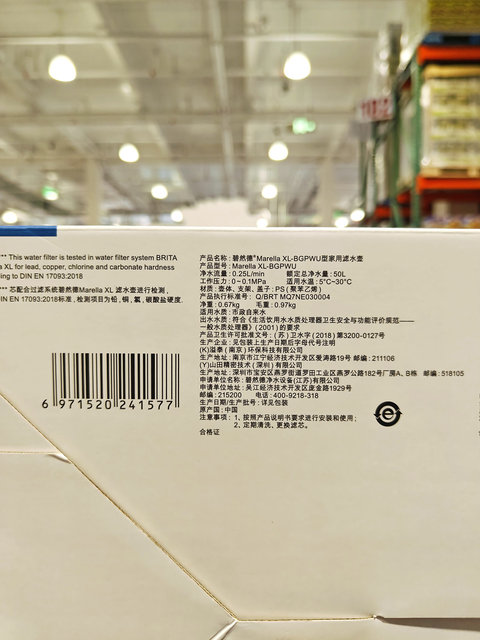 ** This water filter is tested in water filter system BRITA
a XL for lead, copper, chlorine and carbonate hardness
ing to DIN EN 17093:2018
** 芯配合过滤系统碧然德Marella XL 滤水壶进行检测，
IN EN 17093:2018标准，检测项目为铅，铜，氯，碳酸盐硬度.
6 971520 241577
产品名称：碧然德®Marella XL-BGPWU型家用滤水壶
产品型号：Marella XL-BGPWU
净水流量：0.25L/min 额定总净水量：50L
工作压力：0~0.1MPa 适用水温：5°C~30°C
材质：壶体、支架、盖子：PS（聚苯乙烯）
产品执行标准号：Q/BRT MQ7NE030004
净重：0.67kg 毛重：0.97kg
适用水质：市政自来水
出水水质：符合《生活饮用水水质处理器卫生安全与功能评价规范——
一般水质处理器》(2001)的要求
产品卫生许可批准文号：(苏)卫水字(2018)第3200-0127号
生产企业：见包装上生产日期后字母代号注明
(K)溢泰（南京）环保科技有限公司
生产地址：南京市江宁经济技术开发区爱涛路19号 邮编：211106
(Y)山田精密技术（深圳）有限公司
生产地址：深圳市宝安区燕罗街道罗田工业区燕罗公路182号厂房A、B栋 邮编：518105
申请单位名称：碧然德净水设备(江苏)有限公司
申请单位地址：吴江经济技术开发区庞金路1929号
邮编：215200 电话：400-9218-318
生产日期/生产批号：详见包装
原产国：中国
注意事项：1、按照产品说明书要求进行安装和使用；
2、定期清洗、更换滤芯。
合格证
e